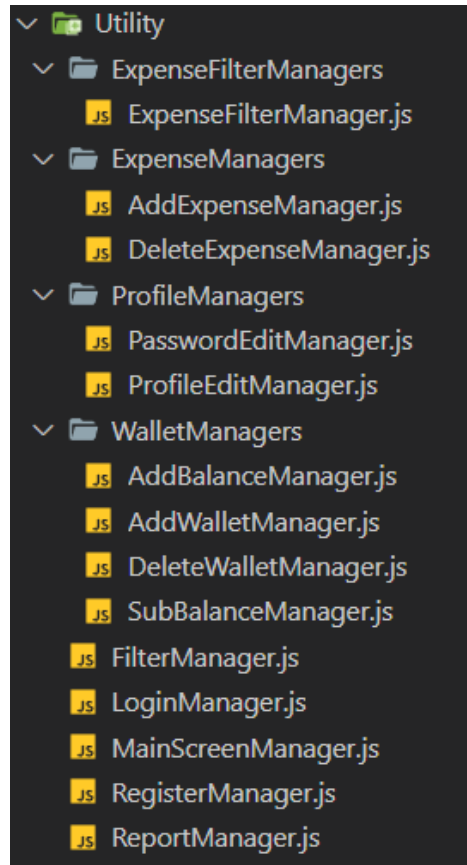 Utility
ExpenseFilterManagers
JS ExpenseFilterManager.js
ExpenseManagers
JS AddExpenseManager.js
JS DeleteExpenseManager.js
ProfileManagers
JS PasswordEditManager.js
JS ProfileEditManager.js
WalletManagers
JS AddBalanceManager.js
JS AddWalletManager.js
JS DeleteWalletManager.js
JS SubBalanceManager.js
JS FilterManager.js
JS LoginManager.js
JS MainScreenManager.js
JS RegisterManager.js
JS ReportManager.js